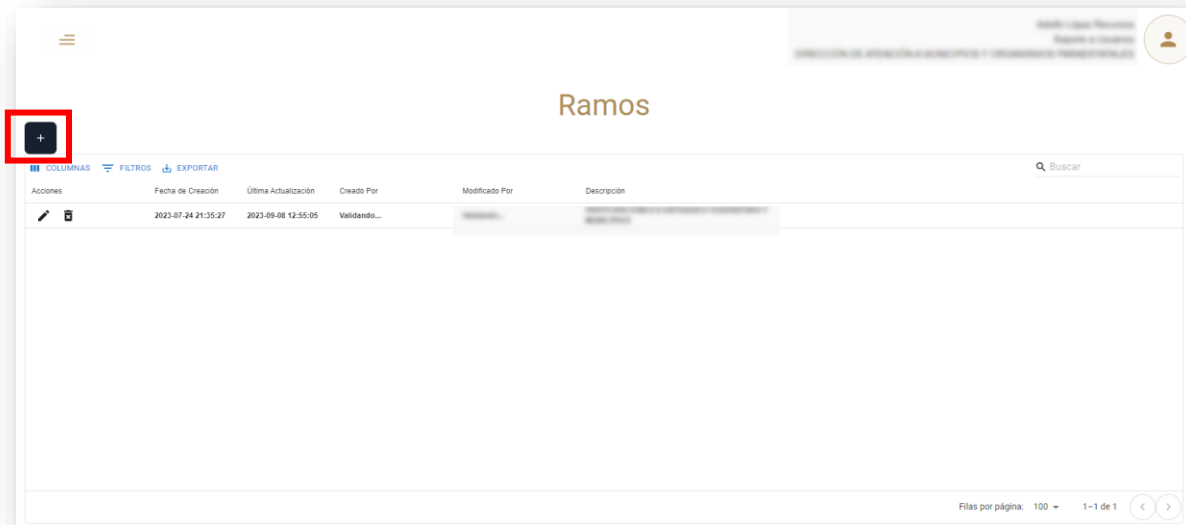 Ramos
+
COLUMNAS FILTROS EXPORTAR
Buscar
Acciones Fecha de Creación Última Actualización Creado Por Modificado Por Descripción
2023-07-24 21:35:27 2023-09-08 12:55:05 Validando...
Filas por página: 100 1–1 de 1